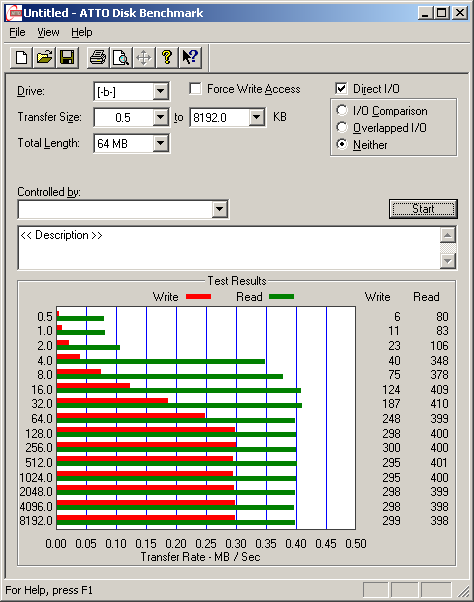 Untitled - ATTO Disk Benchmark
File View Help
Drive: [-b-] Force Write Access Direct I/O
Transfer Size: 0.5 to 8192.0 KB I/O Comparison
Overlapped I/O
Total Length: 64 MB Neither
Controlled by:
Start
<< Description >>
Test Results
Write Read Write Read
0.5 6 80
1.0 11 83
2.0 23 106
4.0 40 348
8.0 75 378
16.0 124 409
32.0 187 410
64.0 248 399
128.0 298 400
256.0 300 400
512.0 295 401
1024.0 295 400
2048.0 298 399
4096.0 298 398
8192.0 299 398
0.00 0.05 0.10 0.15 0.20 0.25 0.30 0.35 0.40 0.45 0.50
Transfer Rate - MB / Sec
For Help, press F1